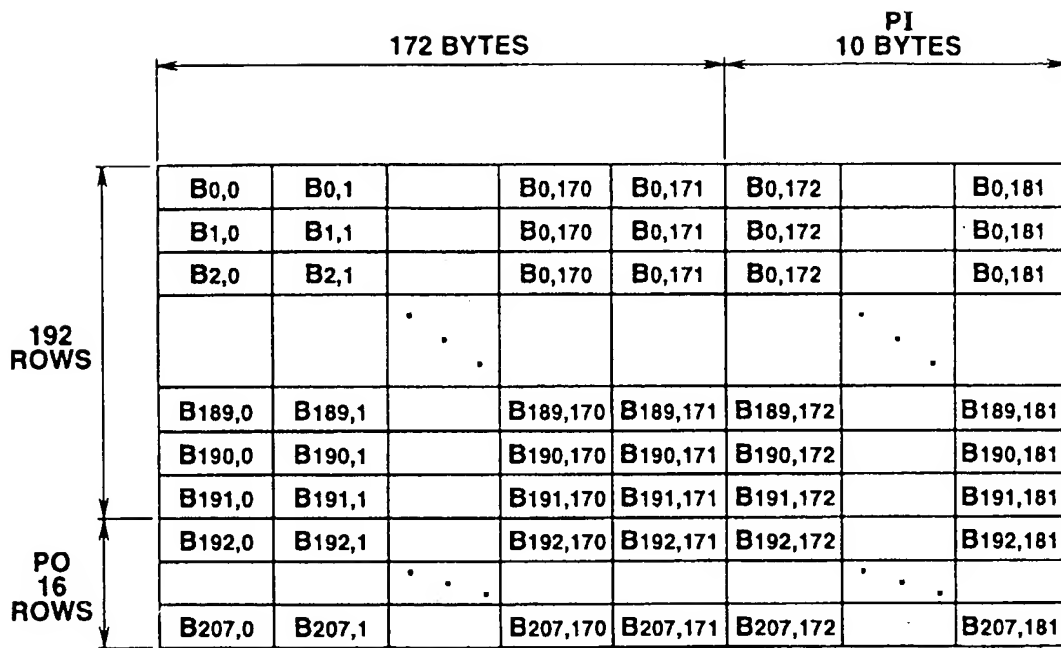 PI
172 BYTES 10 BYTES
B0,0 B0,1 B0,170 B0,171 B0,172 B0,181
B1,0 B1,1 B0,170 B0,171 B0,172 B0,181
B2,0 B2,1 B0,170 B0,171 B0,172 B0,181
192
ROWS
B189,0 B189,1 B189,170 B189,171 B189,172 B189,181
B190,0 B190,1 B190,170 B190,171 B190,172 B190,181
B191,0 B191,1 B191,170 B191,171 B191,172 B191,181
B192,0 B192,1 B192,170 B192,171 B192,172 B192,181
PO
16
ROWS
B207,0 B207,1 B207,170 B207,171 B207,172 B207,181